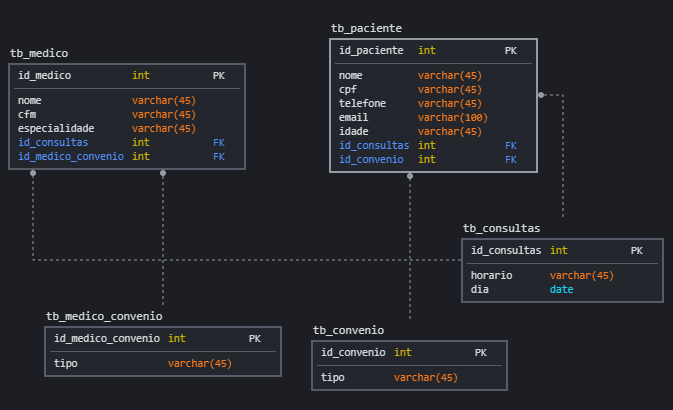 tb_medico
id_medico int PK
nome varchar(45)
cfm varchar(45)
especialidade varchar(45)
id_consultas int FK
id_medico_convenio int FK
tb_paciente
id_paciente int PK
nome varchar(45)
cpf varchar(45)
telefone varchar(45)
email varchar(100)
idade varchar(45)
id_consultas int FK
id_convenio int FK
tb_consultas
id_consultas int PK
horario varchar(45)
dia date
tb_medico_convenio
id_medico_convenio int PK
tipo varchar(45)
tb_convenio
id_convenio int PK
tipo varchar(45)